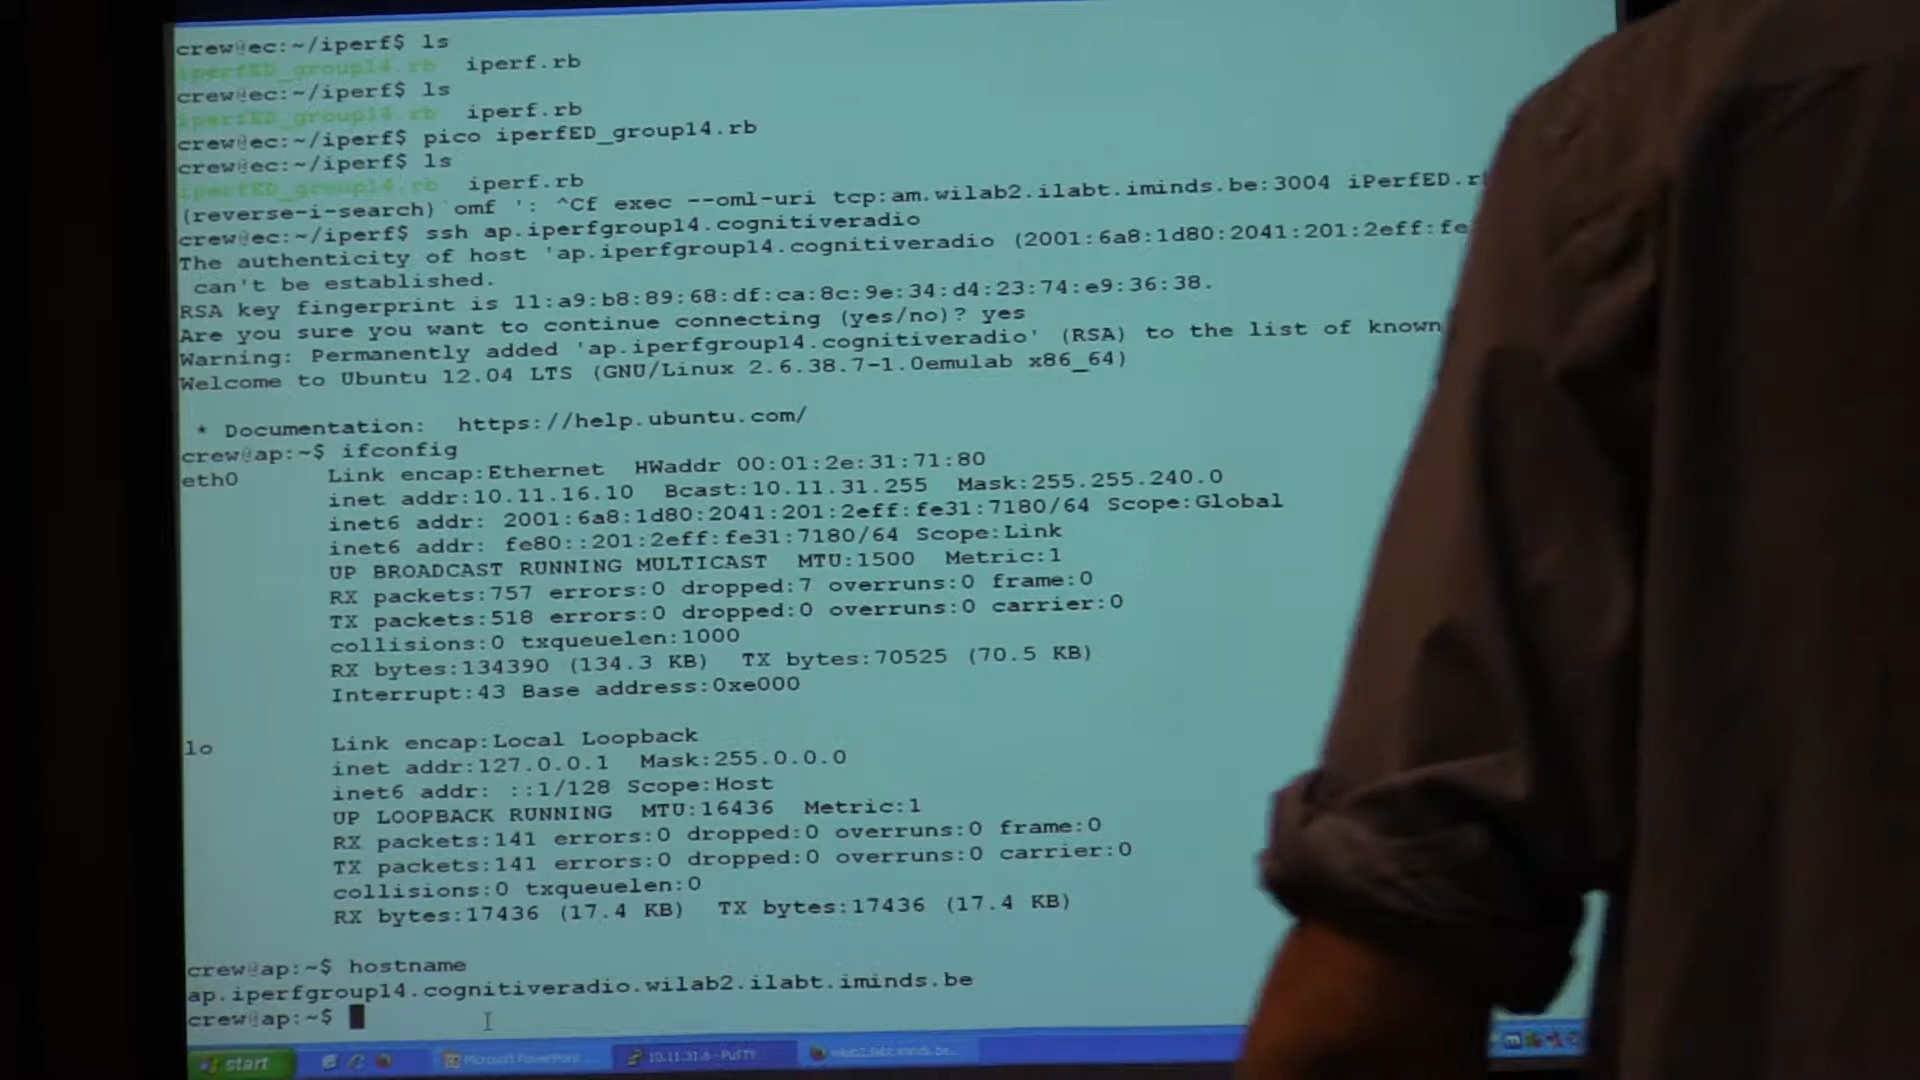 crew@ec:~/iperf$ ls
iperfED_group14.rb  iperf.rb
crew@ec:~/iperf$ ls
iperfED_group14.rb  iperf.rb
crew@ec:~/iperf$ pico iperfED_group14.rb
crew@ec:~/iperf$ ls
iperfED_group14.rb  iperf.rb
(reverse-i-search)`omf ': ^Cf exec --oml-uri tcp:am.wilab2.ilabt.iminds.be:3004 iPerfED.r
crew@ec:~/iperf$ ssh ap.iperfgroup14.cognitiveradio
The authenticity of host 'ap.iperfgroup14.cognitiveradio (2001:6a8:1d80:2041:201:2eff:fe
can't be established.
RSA key fingerprint is 11:a9:b8:89:68:df:ca:8c:9e:34:d4:23:74:e9:36:38.
Are you sure you want to continue connecting (yes/no)? yes
Warning: Permanently added 'ap.iperfgroup14.cognitiveradio' (RSA) to the list of known
Welcome to Ubuntu 12.04 LTS (GNU/Linux 2.6.38.7-1.0emulab x86_64)
* Documentation:  https://help.ubuntu.com/
crew@ap:~$ ifconfig
eth0      Link encap:Ethernet  HWaddr 00:01:2e:31:71:80
inet addr:10.11.16.10  Bcast:10.11.31.255  Mask:255.255.240.0
inet6 addr: 2001:6a8:1d80:2041:201:2eff:fe31:7180/64 Scope:Global
inet6 addr: fe80::201:2eff:fe31:7180/64 Scope:Link
UP BROADCAST RUNNING MULTICAST  MTU:1500  Metric:1
RX packets:757 errors:0 dropped:7 overruns:0 frame:0
TX packets:518 errors:0 dropped:0 overruns:0 carrier:0
collisions:0 txqueuelen:1000
RX bytes:134390 (134.3 KB)  TX bytes:70525 (70.5 KB)
Interrupt:43 Base address:0xe000
lo        Link encap:Local Loopback
inet addr:127.0.0.1  Mask:255.0.0.0
inet6 addr: ::1/128 Scope:Host
UP LOOPBACK RUNNING  MTU:16436  Metric:1
RX packets:141 errors:0 dropped:0 overruns:0 frame:0
TX packets:141 errors:0 dropped:0 overruns:0 carrier:0
collisions:0 txqueuelen:0
RX bytes:17436 (17.4 KB)  TX bytes:17436 (17.4 KB)
crew@ap:~$ hostname
ap.iperfgroup14.cognitiveradio.wilab2.ilabt.iminds.be
crew@ap:~$
start  Microsoft PowerPoint  10.11.31.6 - PuTTY